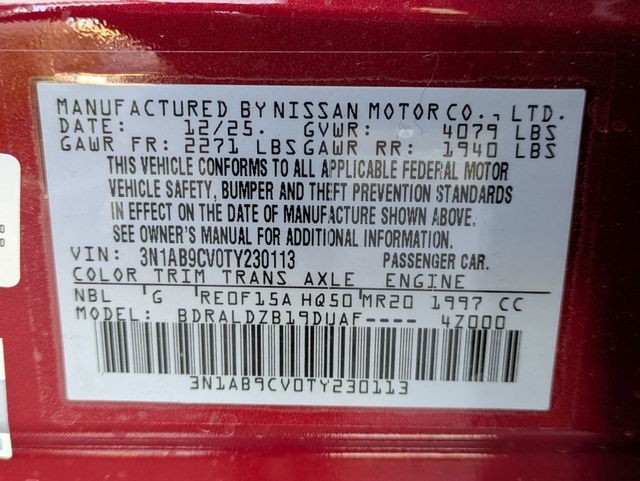 MANUFACTURED BY NISSAN MOTOR CO., LTD.
DATE: 12/25. GVWR: 4079 LBS
GAWR FR: 2271 LBS GAWR RR: 1940 LBS
THIS VEHICLE CONFORMS TO ALL APPLICABLE FEDERAL MOTOR
VEHICLE SAFETY, BUMPER AND THEFT PREVENTION STANDARDS
IN EFFECT ON THE DATE OF MANUFACTURE SHOWN ABOVE.
SEE OWNER'S MANUAL FOR ADDITIONAL INFORMATION.
VIN: 3N1AB9CV0TY230113 PASSENGER CAR.
COLOR TRIM TRANS AXLE ENGINE
NBL G RE0F15A HQ50 MR20 1997 CC
MODEL: BDRALDZB19DUAF---- 4Z000
3N1AB9CV0TY230113